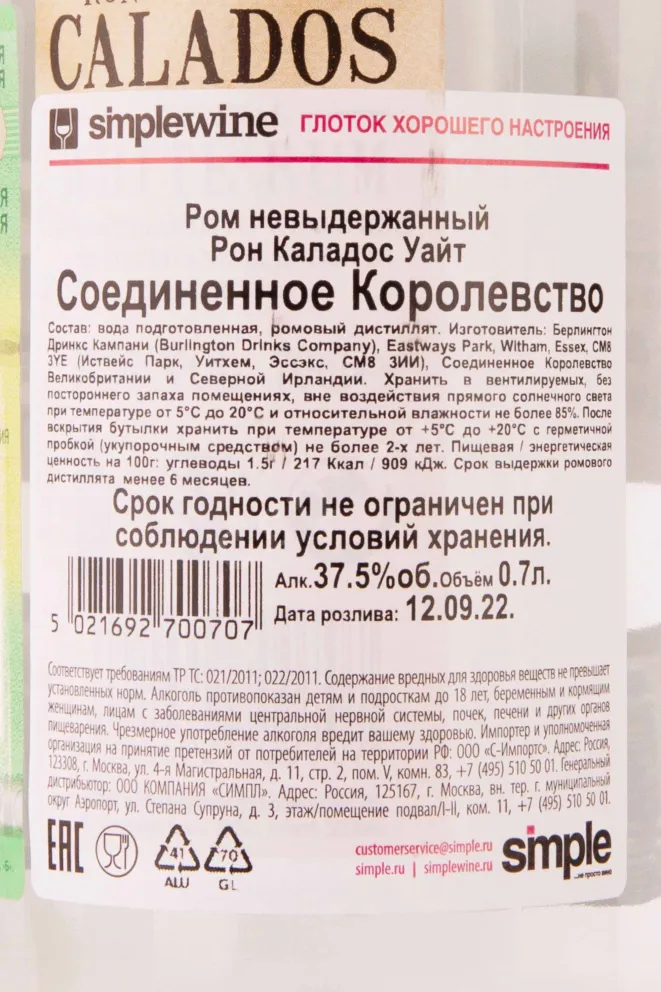 CALADOS
simplewine ГЛОТОК ХОРОШЕГО НАСТРОЕНИЯ
Ром невыдержанный
Рон Каладос Уайт
Соединенное Королевство
Состав: вода подготовленная, ромовый дистиллят. Изготовитель: Берлингтон
Дринкс Кампани (Burlington Drinks Company), Eastways Park, Witham, Essex, CM8
3YE (Иствейс Парк, Уитхем, Эссэкс, СМ8 3ИИ), Соединенное Королевство
Великобритании и Северной Ирландии. Хранить в вентилируемых, без
постороннего запаха помещениях, вне воздействия прямого солнечного света
при температуре от 5°С до 20°С и относительной влажности не более 85%. После
вскрытия бутылки хранить при температуре от +5°С до +20°С с герметичной
пробкой (укупорочным средством) не более 2-х лет. Пищевая / энергетическая
ценность на 100г: углеводы 1.5г / 217 Ккал / 909 кДж. Срок выдержки ромового
дистиллята менее 6 месяцев.
Срок годности не ограничен при
соблюдении условий хранения.
Алк.37.5%об.Объём 0.7л.
5 021692 700707
Дата розлива: 12.09.22.
Соответствует требованиям ТР ТС: 021/2011; 022/2011. Содержание вредных для здоровья веществ не превышает
установленных норм. Алкоголь противопоказан детям и подросткам до 18 лет, беременным и кормящим
женщинам, лицам с заболеваниями центральной нервной системы, почек, печени и других органов
пищеварения. Чрезмерное употребление алкоголя вредит вашему здоровью. Импортер и уполномоченная
организация на принятие претензий от потребителей на территории РФ: ООО «С-Импортс». Адрес: Россия,
123308, г. Москва, ул. 4-я Магистральная, д. 11, стр. 2, пом. V, комн. 83, +7 (495) 510 50 01. Генеральный
дистрибьютор: ООО КОМПАНИЯ «СИМПЛ». Адрес: Россия, 125167, г. Москва, вн. тер. г. муниципальный
округ Аэропорт, ул. Степана Супруна, д. 3, этаж/помещение подвал/I-II, ком. 11, +7 (495) 510 50 01.
EAC
41
ALU
70
GL
customerservice@simple.ru
simple.ru | simplewine.ru
simple
...не просто вино